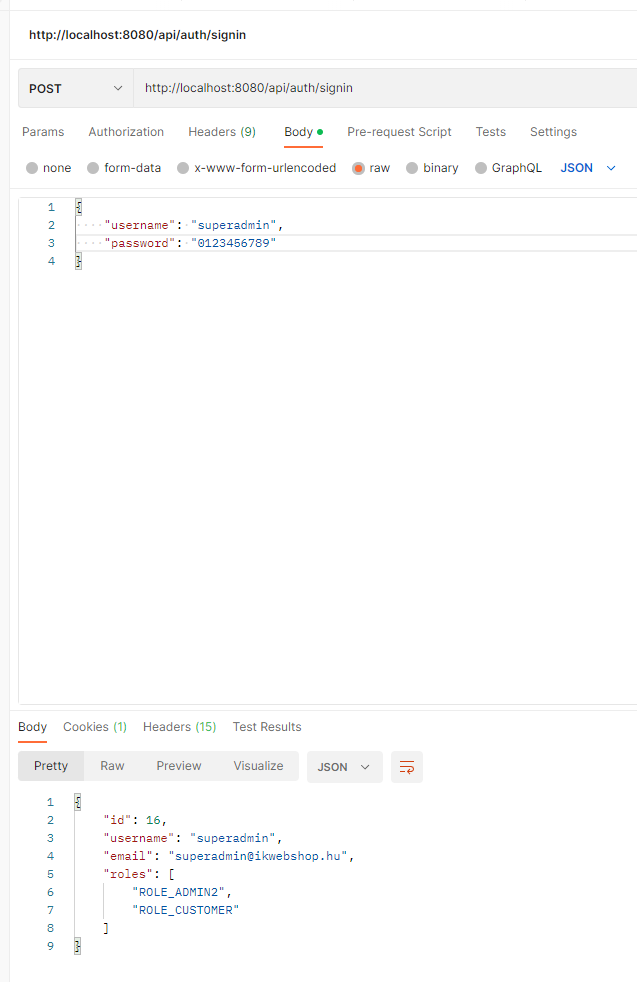 http://localhost:8080/api/auth/signin
POST http://localhost:8080/api/auth/signin
Params Authorization Headers (9) Body Pre-request Script Tests Settings
none form-data x-www-form-urlencoded raw binary GraphQL JSON
1 {
2 "username": "superadmin",
3 "password": "0123456789"
4 }
Body Cookies (1) Headers (15) Test Results
Pretty Raw Preview Visualize JSON
1 {
2 "id": 16,
3 "username": "superadmin",
4 "email": "superadmin@ikwebshop.hu",
5 "roles": [
6 "ROLE_ADMIN2",
7 "ROLE_CUSTOMER"
8 ]
9 }